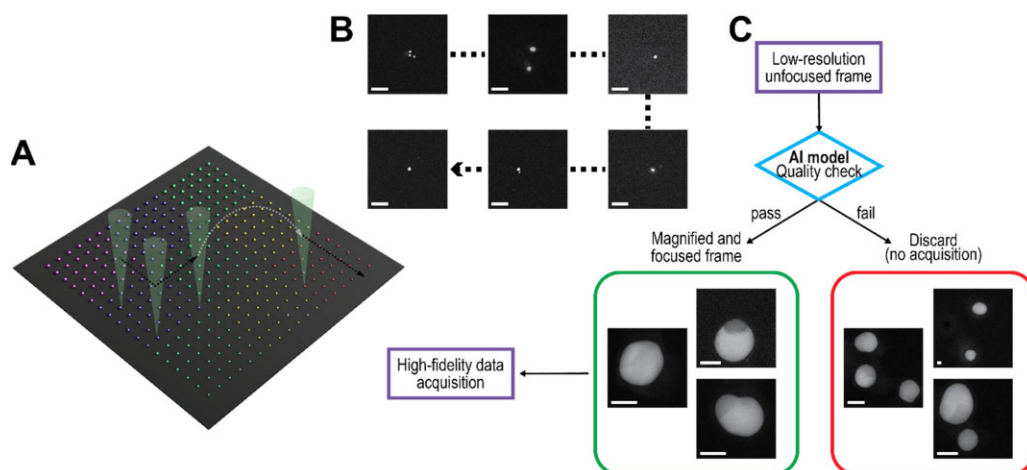 A
B
C
Low-resolution
unfocused frame
AI model
Quality check
pass
fail
Magnified and
focused frame
Discard
(no acquisition)
High-fidelity data
acquisition